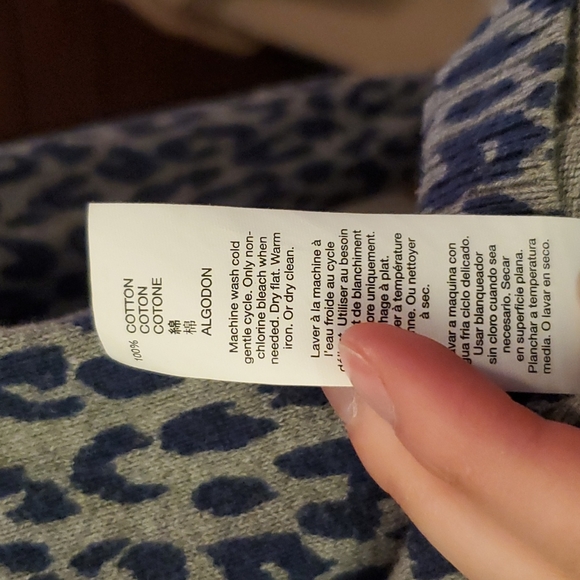 100% COTTON
COTON
COTONE
綿
棉
ALGODON
Machine wash cold
gentle cycle. Only non-
chlorine bleach when
needed. Dry flat. Warm
iron. Or dry clean.
Laver à la machine à
l'eau froide au cycle
Utiliser au besoin
de blanchiment
uniquement.
à plat.
à température
Ou nettoyer
à sec.
a maquina con
fría ciclo delicado.
Usar blanqueador
sin cloro cuando sea
necesario. Secar
en superficie plana.
Planchar a temperatura
media. O lavar en seco.